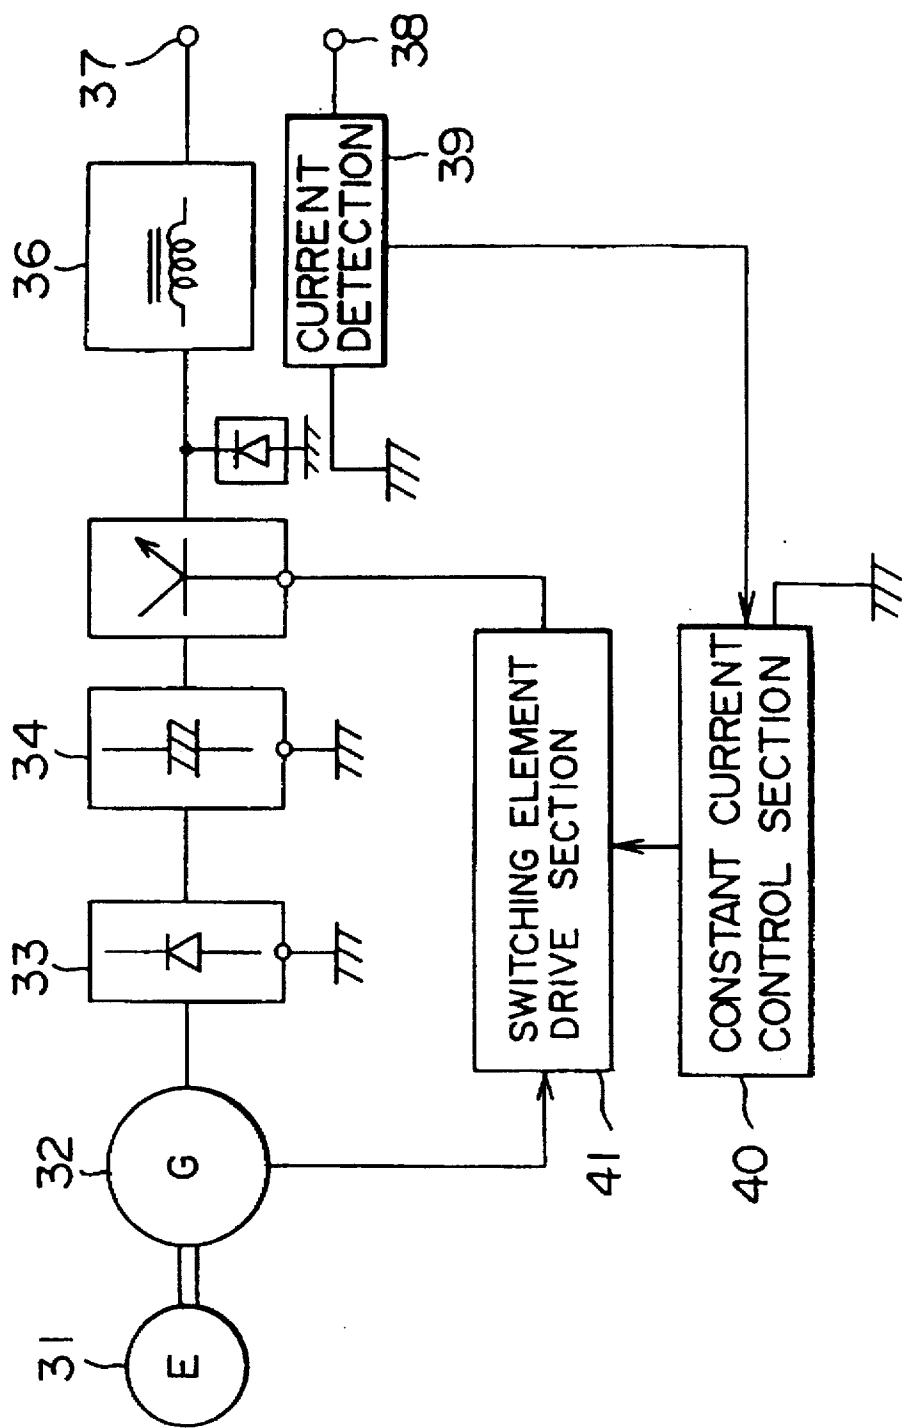 31
E
32
G
33
34
36
37
38
CURRENT
DETECTION
39
SWITCHING ELEMENT
DRIVE SECTION
41
CONSTANT CURRENT
CONTROL SECTION
40